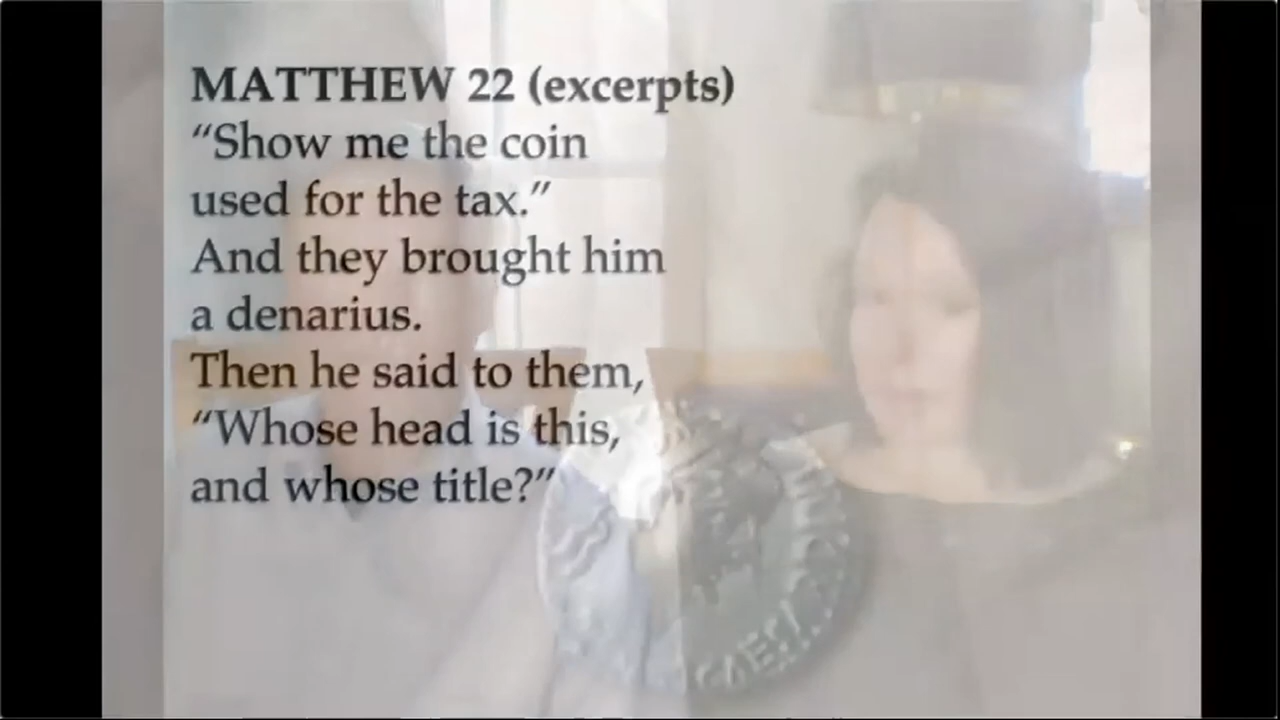 MATTHEW 22 (excerpts)
“Show me the coin
used for the tax.”
And they brought him
a denarius.
Then he said to them,
“Whose head is this,
and whose title?”